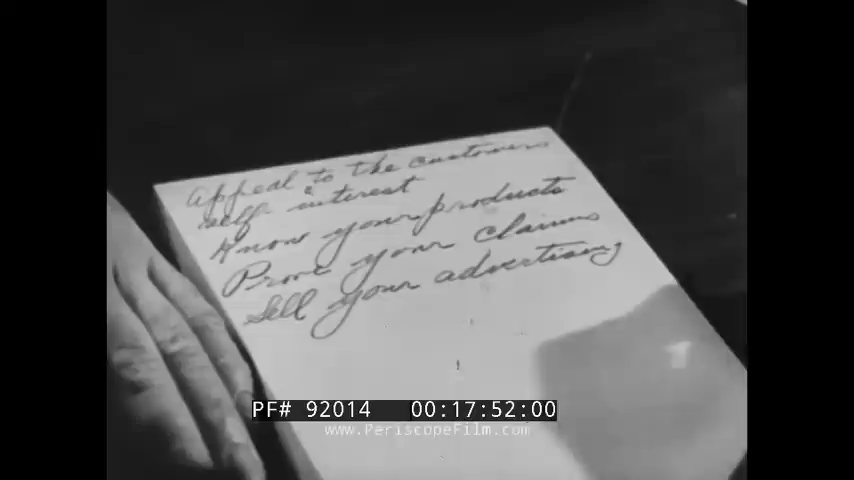 Appeal to the customers
self interest
Know your products
Prove your claims
Sell your advertising
PF# 92014 00:17:52:00
www.PeriscopeFilm.com